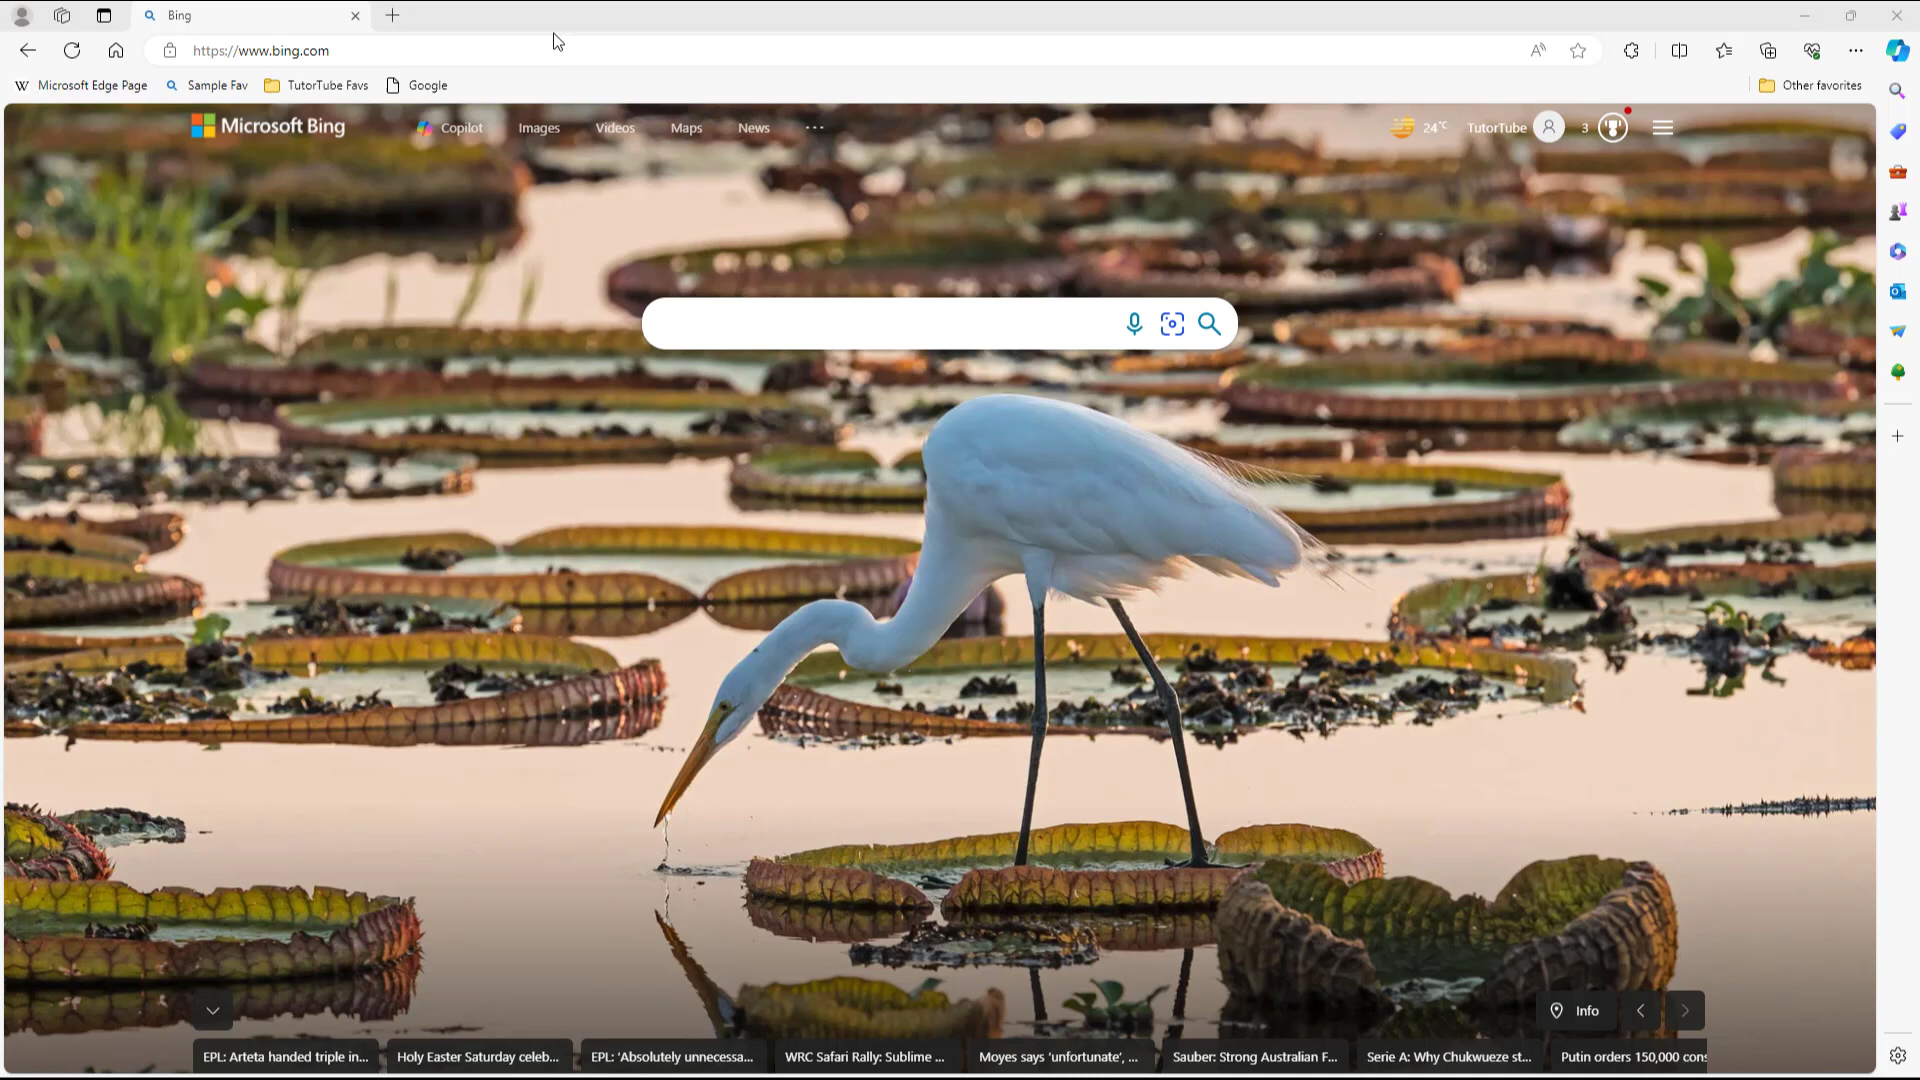 Bing
https://www.bing.com
Microsoft Edge Page
Sample Fav
TutorTube Favs
Google
Other favorites
Microsoft Bing
Copilot
Images
Videos
Maps
News
24°C
TutorTube
3
Info
EPL: Arteta handed triple in...
Holy Easter Saturday celeb...
EPL: ‘Absolutely unnecessa...
WRC Safari Rally: Sublime ...
Moyes says ‘unfortunate’, ...
Sauber: Strong Australian F...
Serie A: Why Chukwueze st...
Putin orders 150,000 cons